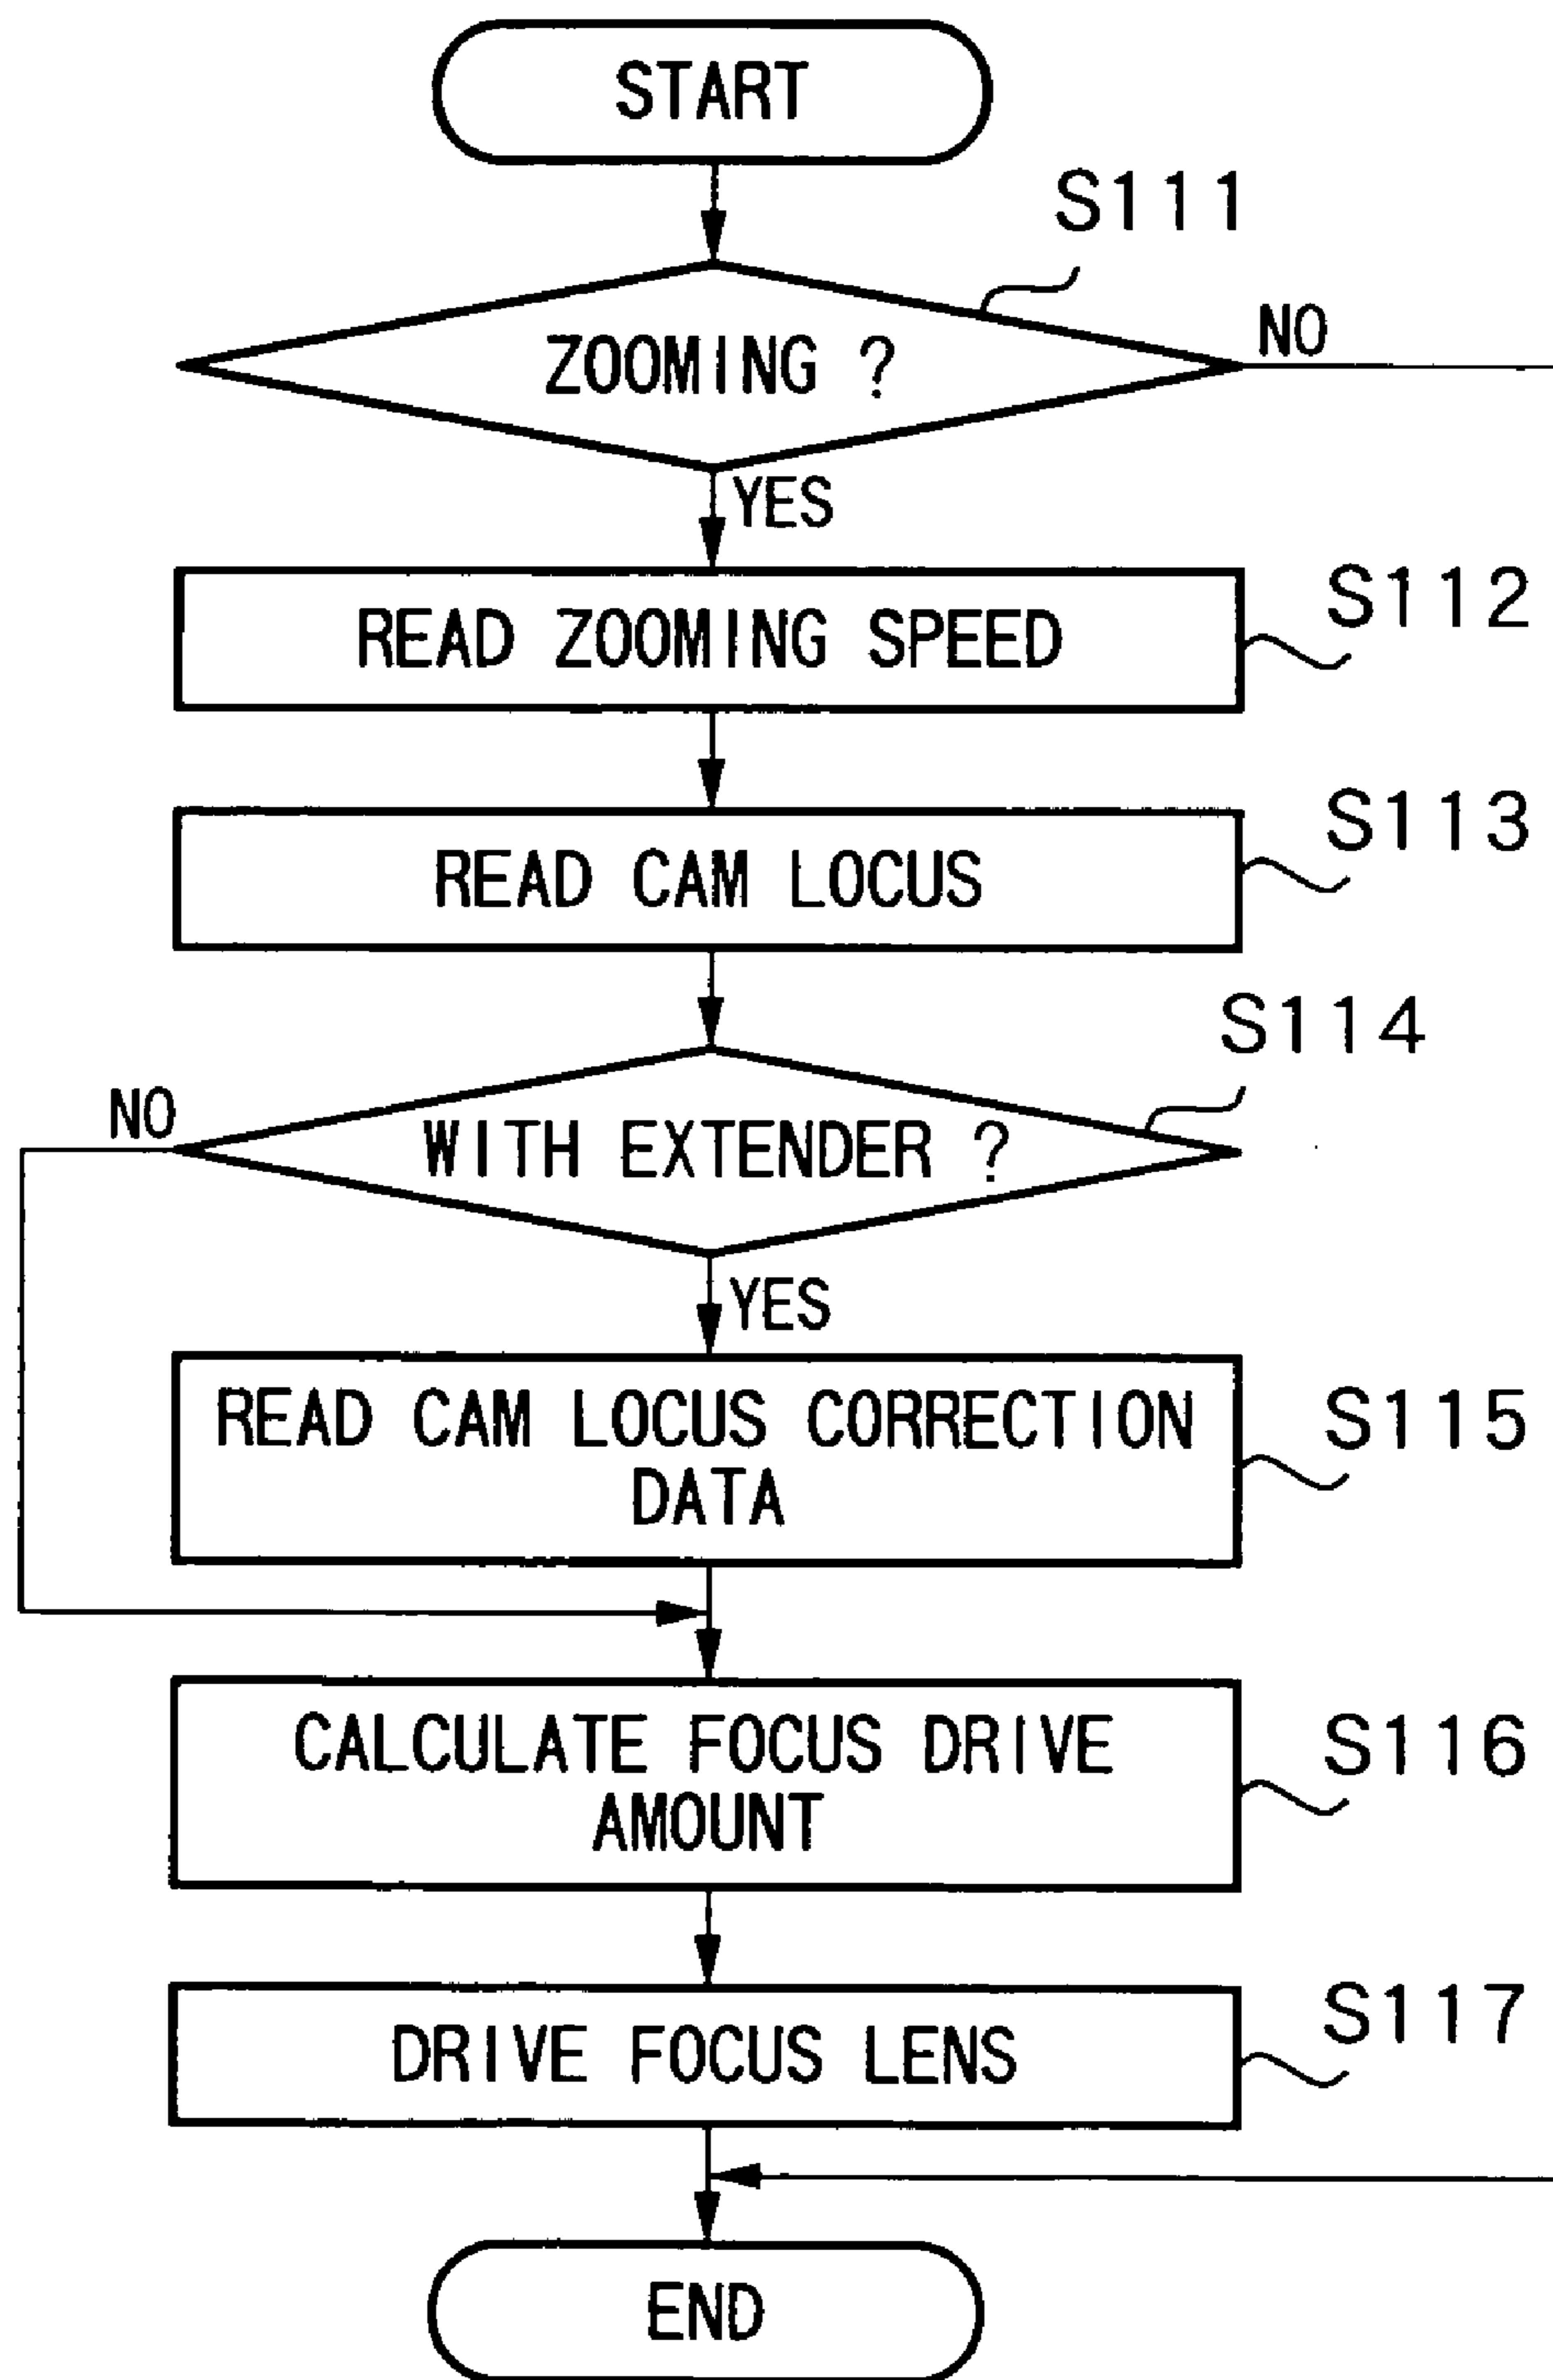 START
S111
ZOOMING ?
NO
YES
READ ZOOMING SPEED
S112
READ CAM LOCUS
S113
S114
NO
WITH EXTENDER ?
YES
READ CAM LOCUS CORRECTION
DATA
S115
CALCULATE FOCUS DRIVE
AMOUNT
S116
DRIVE FOCUS LENS
S117
END